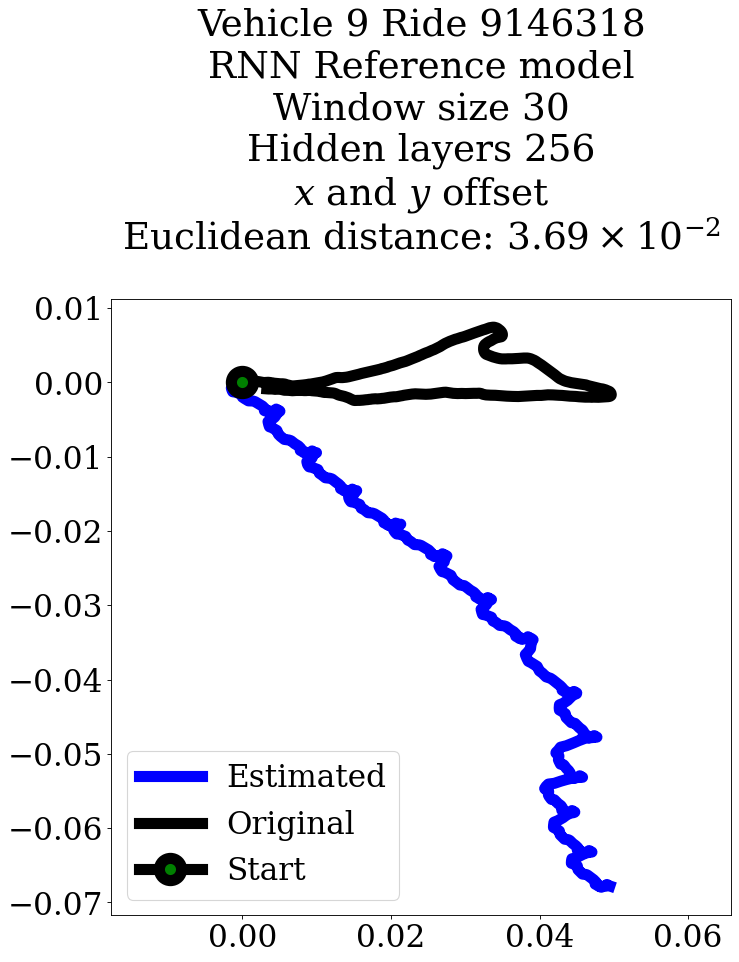 Vehicle 9 Ride 9146318
RNN Reference model
Window size 30
Hidden layers 256
x and y offset
Euclidean distance: 3.69 × 10⁻²
0.01
0.00
−0.01
−0.02
−0.03
−0.04
−0.05
−0.06
−0.07
Estimated
Original
Start
0.00 0.02 0.04 0.06